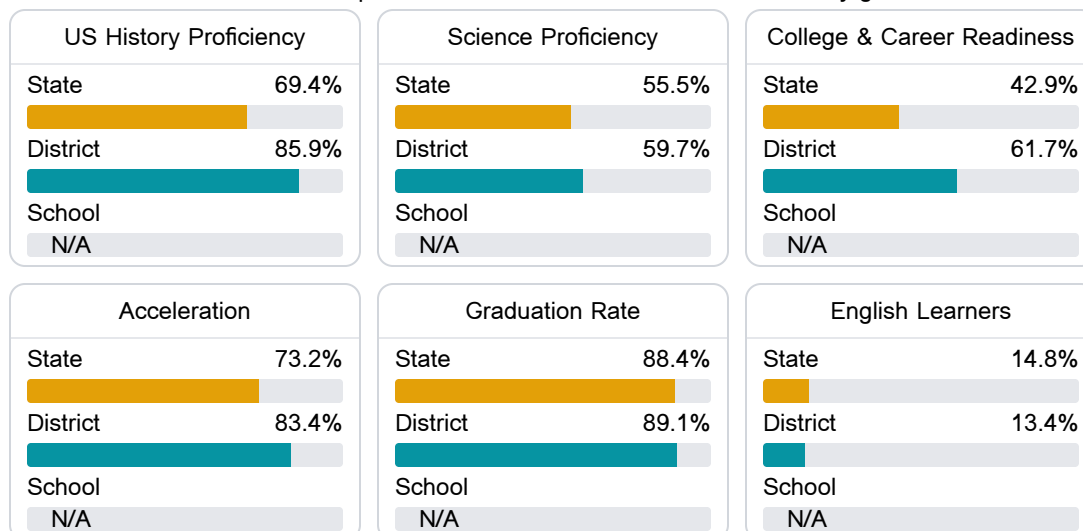 US History Proficiency
State 69.4%
District 85.9%
School
N/A
Science Proficiency
State 55.5%
District 59.7%
School
N/A
College & Career Readiness
State 42.9%
District 61.7%
School
N/A
Acceleration
State 73.2%
District 83.4%
School
N/A
Graduation Rate
State 88.4%
District 89.1%
School
N/A
English Learners
State 14.8%
District 13.4%
School
N/A